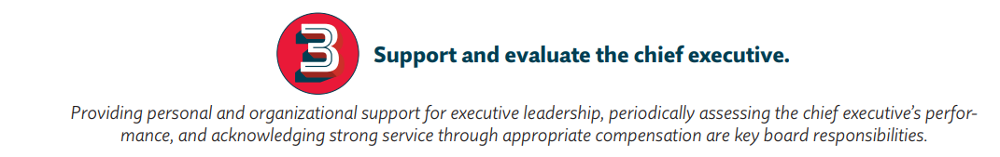 3
Support and evaluate the chief executive.
Providing personal and organizational support for executive leadership, periodically assessing the chief executive’s perfor-
mance, and acknowledging strong service through appropriate compensation are key board responsibilities.